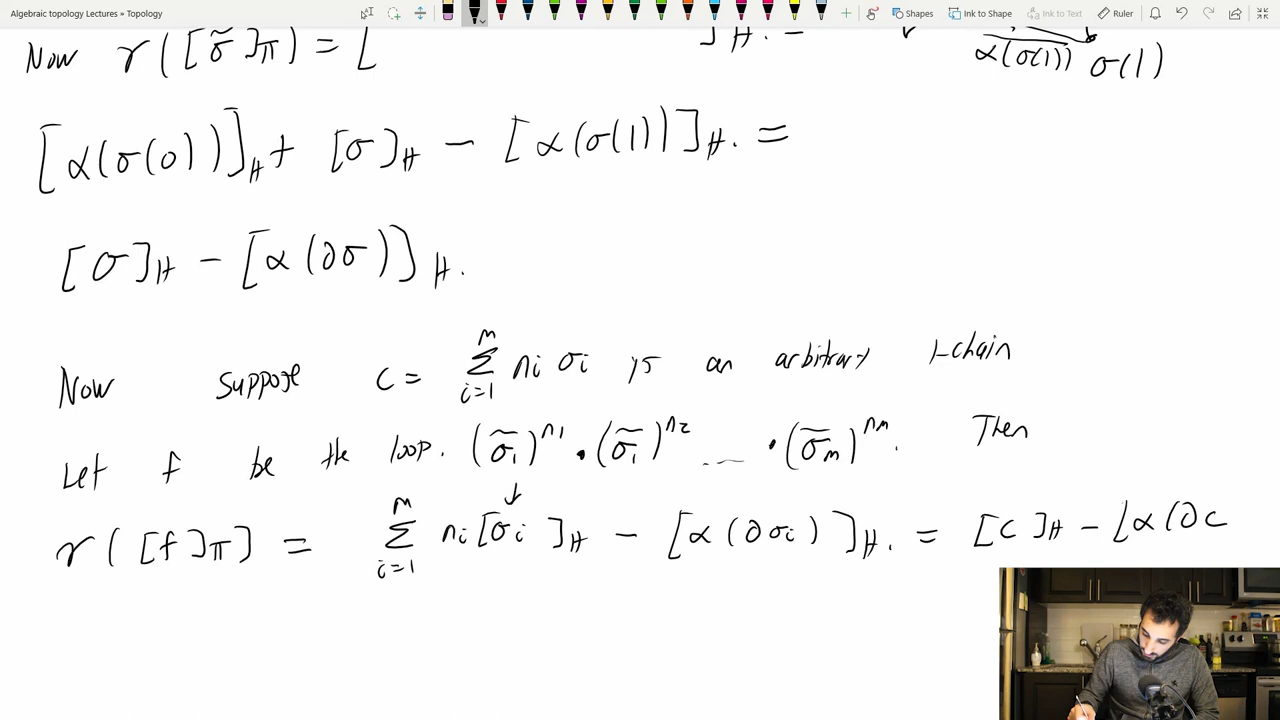 Algebraic topology Lectures » Topology
Shapes Ink to Shape Ink to Text Ruler
Now γ([σ̃]π) = [ ]H. –
α(σ(1)) σ(1)
[α(σ(0))]H + [σ]H – [α(σ(1))]H. =
[σ]H – [α(∂σ)]H.
Now suppose c = m Σ i=1 ni σi is an arbitrary 1-chain
Let f be the loop. (σ̃1)^n1 • (σ̃1)^n2 ..... • (σ̃m)^nm. Then
γ([f]π] = m Σ i=1 ni[σi]H – [α(∂σi)]H. = [c]H – [α(∂c